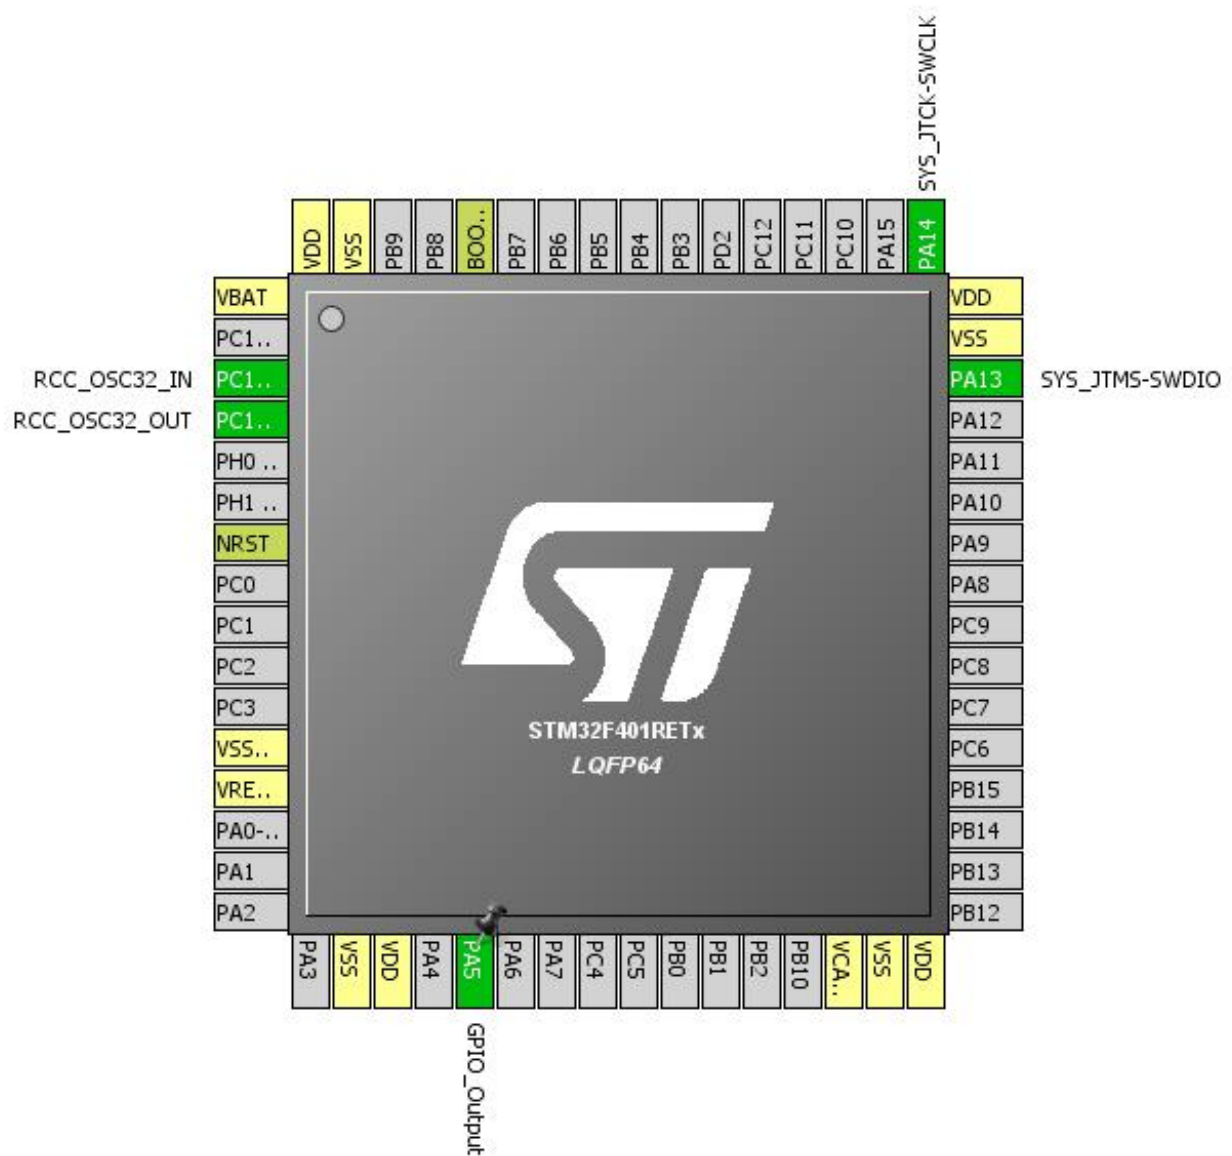 SYS_JTCK-SWCLK
VDD
VSS
PB9
PB8
BOO..
PB7
PB6
PB5
PB4
PB3
PD2
PC12
PC11
PC10
PA15
PA14
VBAT
PC1..
RCC_OSC32_IN PC1..
RCC_OSC32_OUT PC1..
PH0 ..
PH1 ..
NRST
PC0
PC1
PC2
PC3
VSS..
VRE..
PA0-..
PA1
PA2
VDD
VSS
PA13 SYS_JTMS-SWDIO
PA12
PA11
PA10
PA9
PA8
PC9
PC8
PC7
PC6
PB15
PB14
PB13
PB12
ST
STM32F401RETx
LQFP64
PA3
VSS
VDD
PA4
PA5
PA6
PA7
PC4
PC5
PB0
PB1
PB2
PB10
VCA..
VSS
VDD
GPIO_Output